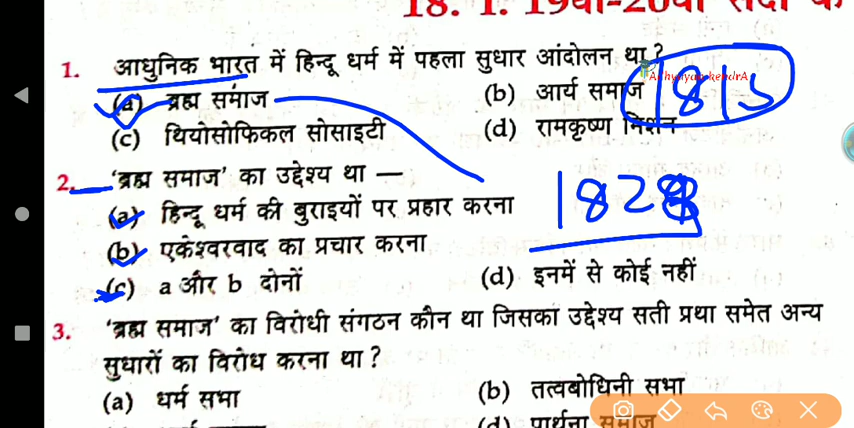 18. 1. 19वीं-20वीं सदी के
1. आधुनिक भारत में हिन्दू धर्म में पहला सुधार आंदोलन था ?
Adhyayan kendrA
(a) ब्रह्म समाज (b) आर्य समाज 1815
(c) थियोसोफिकल सोसाइटी (d) रामकृष्ण मिशन
2. 'ब्रह्म समाज' का उद्देश्य था —
(a) हिन्दू धर्म की बुराइयों पर प्रहार करना 1828
(b) एकेश्वरवाद का प्रचार करना
(c) a और b दोनों (d) इनमें से कोई नहीं
3. 'ब्रह्म समाज' का विरोधी संगठन कौन था जिसका उद्देश्य सती प्रथा समेत अन्य
सुधारों का विरोध करना था ?
(a) धर्म सभा (b) तत्वबोधिनी सभा
(d) प्रार्थना समाज